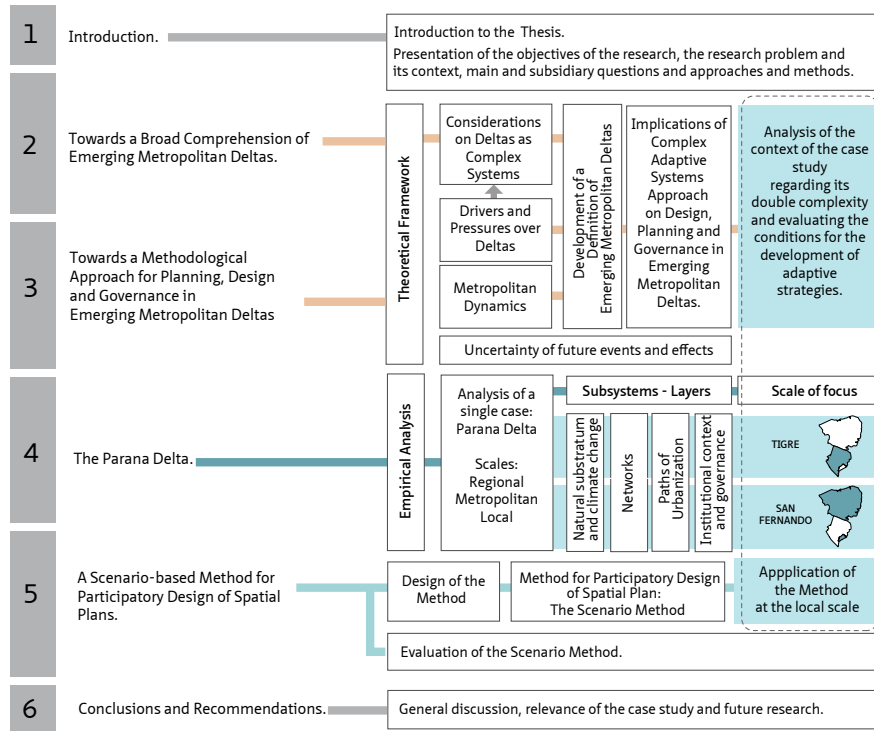 1
Introduction.
Introduction to the Thesis.
Presentation of the objectives of the research, the research problem and
its context, main and subsidiary questions and approaches and methods.
2
Towards a Broad Comprehension of
Emerging Metropolitan Deltas.
3
Towards a Methodological
Approach for Planning, Design
and Governance in
Emerging Metropolitan Deltas
Theoretical Framework
Considerations
on Deltas as
Complex
Systems
Drivers and
Pressures over
Deltas
Metropolitan
Dynamics
Development of a
Definition of
Emerging Metropolitan Deltas
Implications of
Complex
Adaptive
Systems
Approach
on Design,
Planning and
Governance in
Emerging
Metropolitan
Deltas.
Analysis of the
context of the case
study
regarding its
double complexity
and evaluating the
conditions for the
development of
adaptive
strategies.
Uncertainty of future events and effects
4
The Parana Delta.
Empirical Analysis
Analysis of a
single case:
Parana Delta
Scales:
Regional
Metropolitan
Local
Subsystems - Layers
Scale of focus
Natural substratum
and climate change
Networks
Paths of
Urbanization
Institutional context
and governance
TIGRE
SAN
FERNANDO
5
A Scenario-based Method for
Participatory Design of Spatial
Plans.
Design of the
Method
Method for Participatory Design
of Spatial Plan:
The Scenario Method
Appplication of
the Method
at the local scale
Evaluation of the Scenario Method.
6
Conclusions and Recommendations.
General discussion, relevance of the case study and future research.